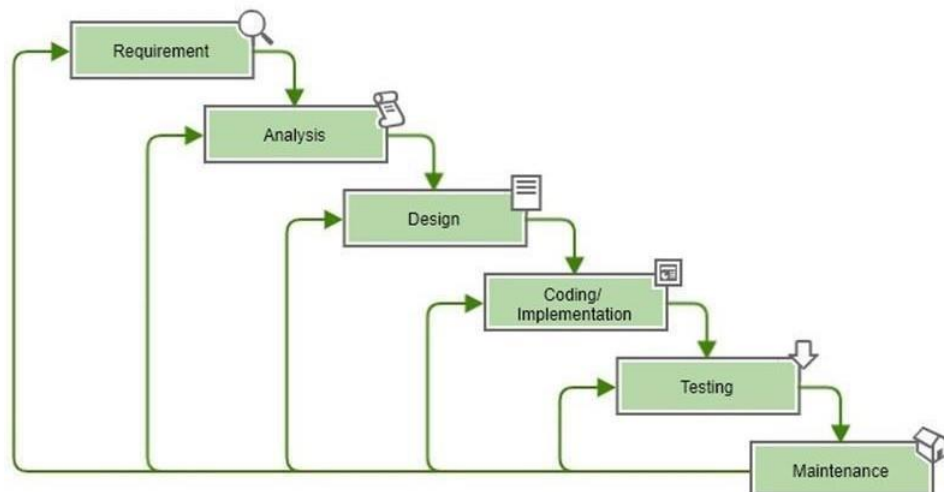 Requirement
Analysis
Design
Coding/
Implementation
Testing
Maintenance